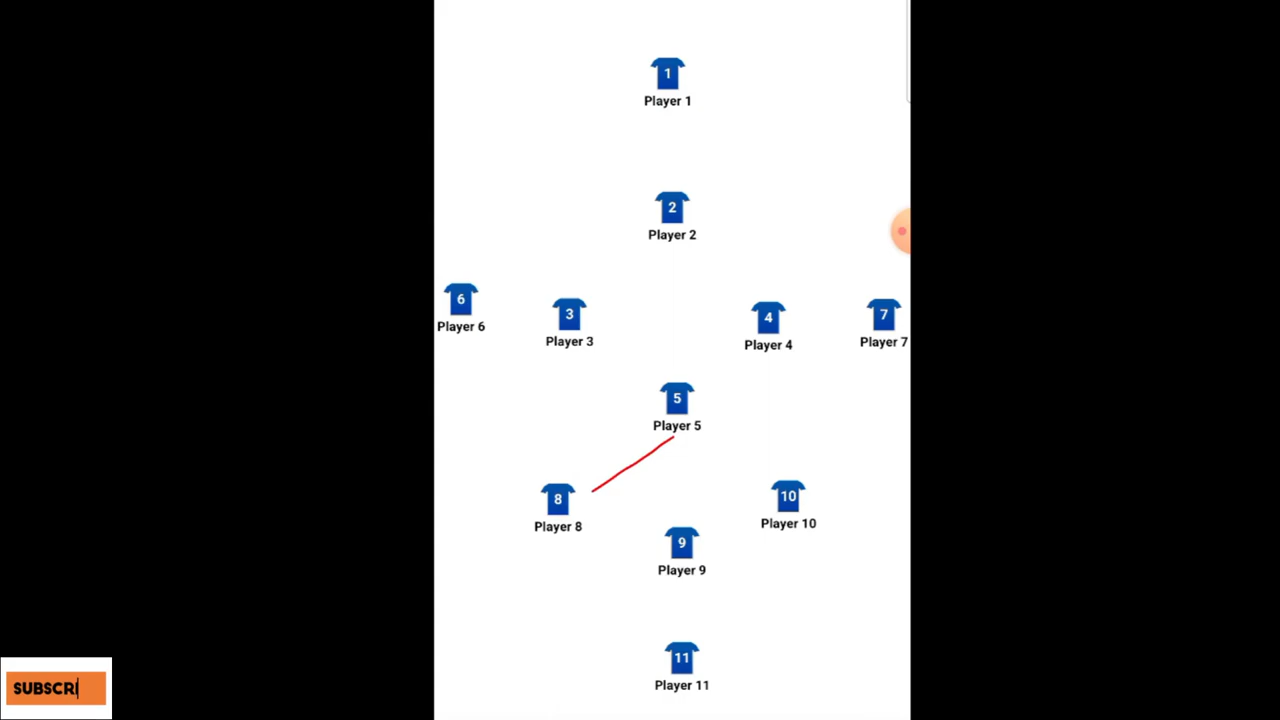 1
Player 1
2
Player 2
6
Player 6
3
Player 3
4
Player 4
7
Player 7
5
Player 5
8
Player 8
10
Player 10
9
Player 9
11
Player 11
SUBSCRI